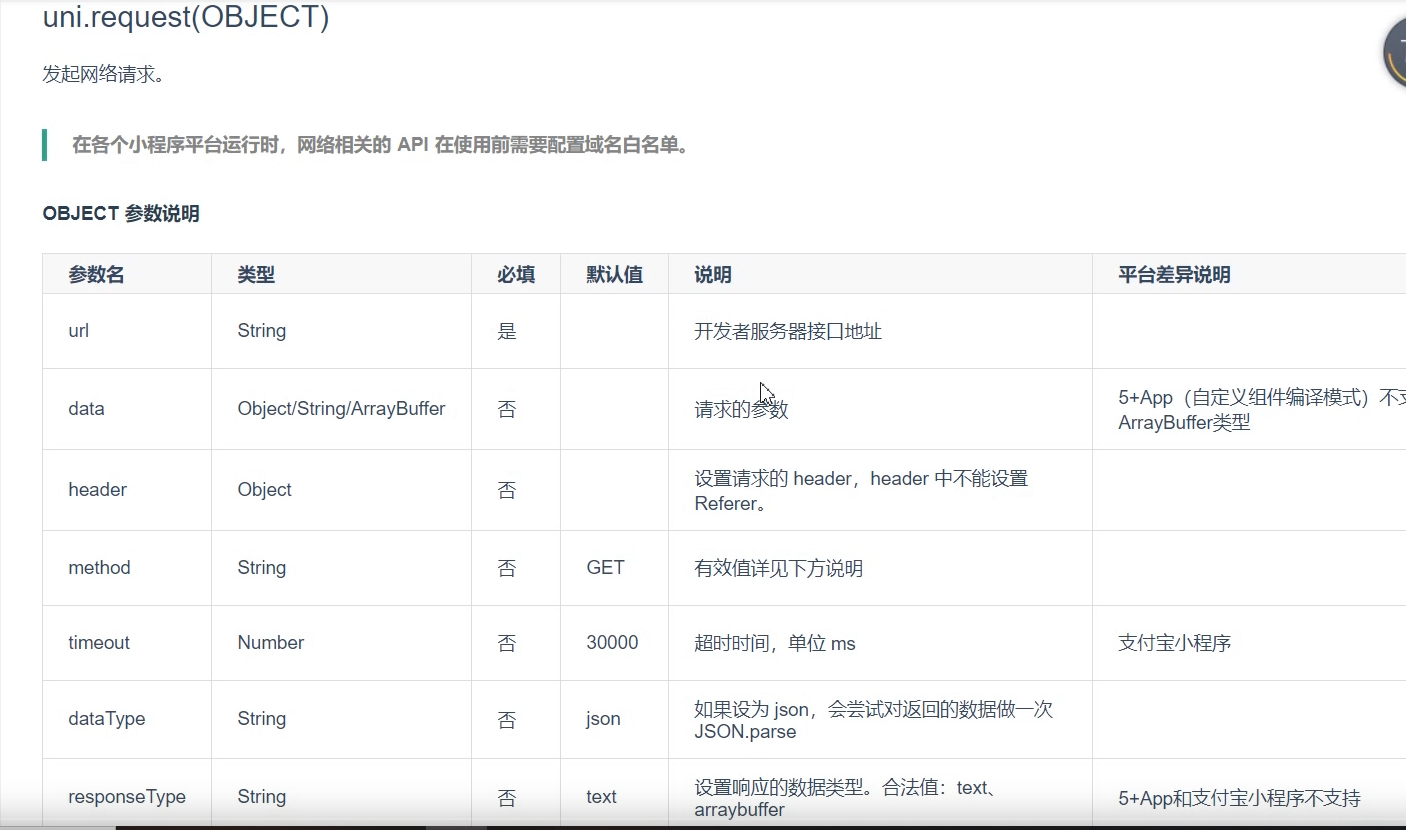 uni.request(OBJECT)
发起网络请求。
在各个小程序平台运行时，网络相关的 API 在使用前需要配置域名白名单。
OBJECT 参数说明
参数名 类型 必填 默认值 说明 平台差异说明
url String 是 开发者服务器接口地址
data Object/String/ArrayBuffer 否 请求的参数 5+App（自定义组件编译模式）不支
ArrayBuffer类型
header Object 否 设置请求的 header，header 中不能设置
Referer。
method String 否 GET 有效值详见下方说明
timeout Number 否 30000 超时时间，单位 ms 支付宝小程序
dataType String 否 json 如果设为 json，会尝试对返回的数据做一次
JSON.parse
responseType String 否 text 设置响应的数据类型。合法值：text、
arraybuffer 5+App和支付宝小程序不支持